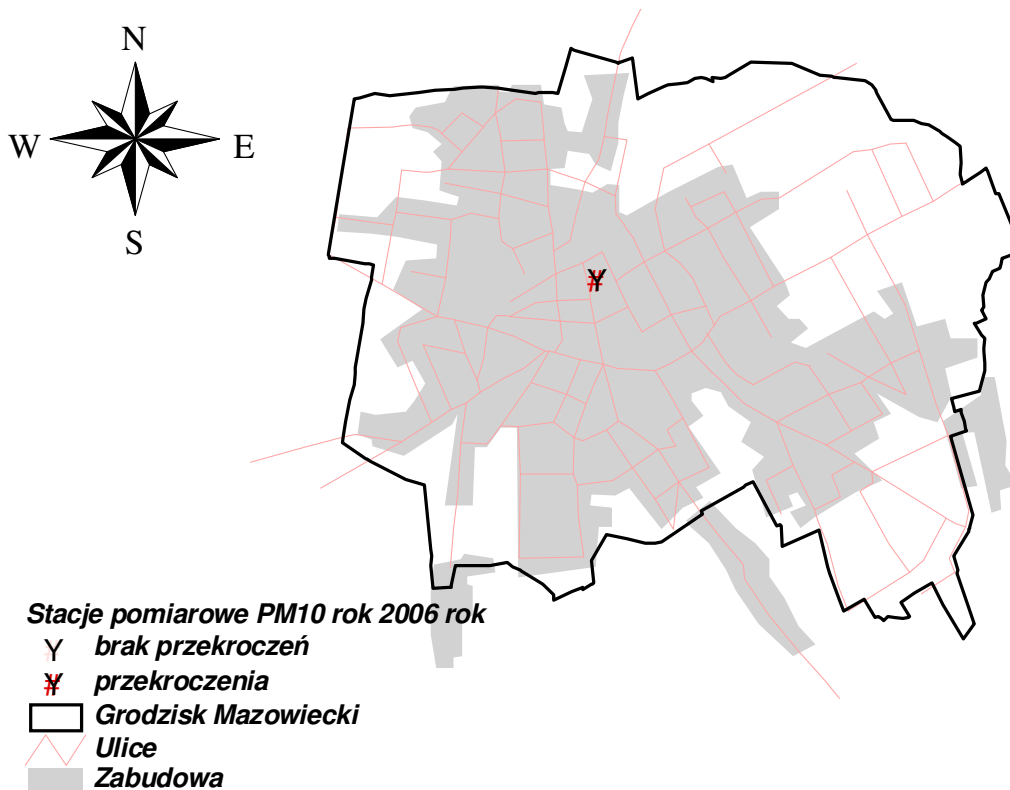 N
W E
S
Stacje pomiarowe PM10 rok 2006 rok
brak przekroczeń
przekroczenia
Grodzisk Mazowiecki
Ulice
Zabudowa